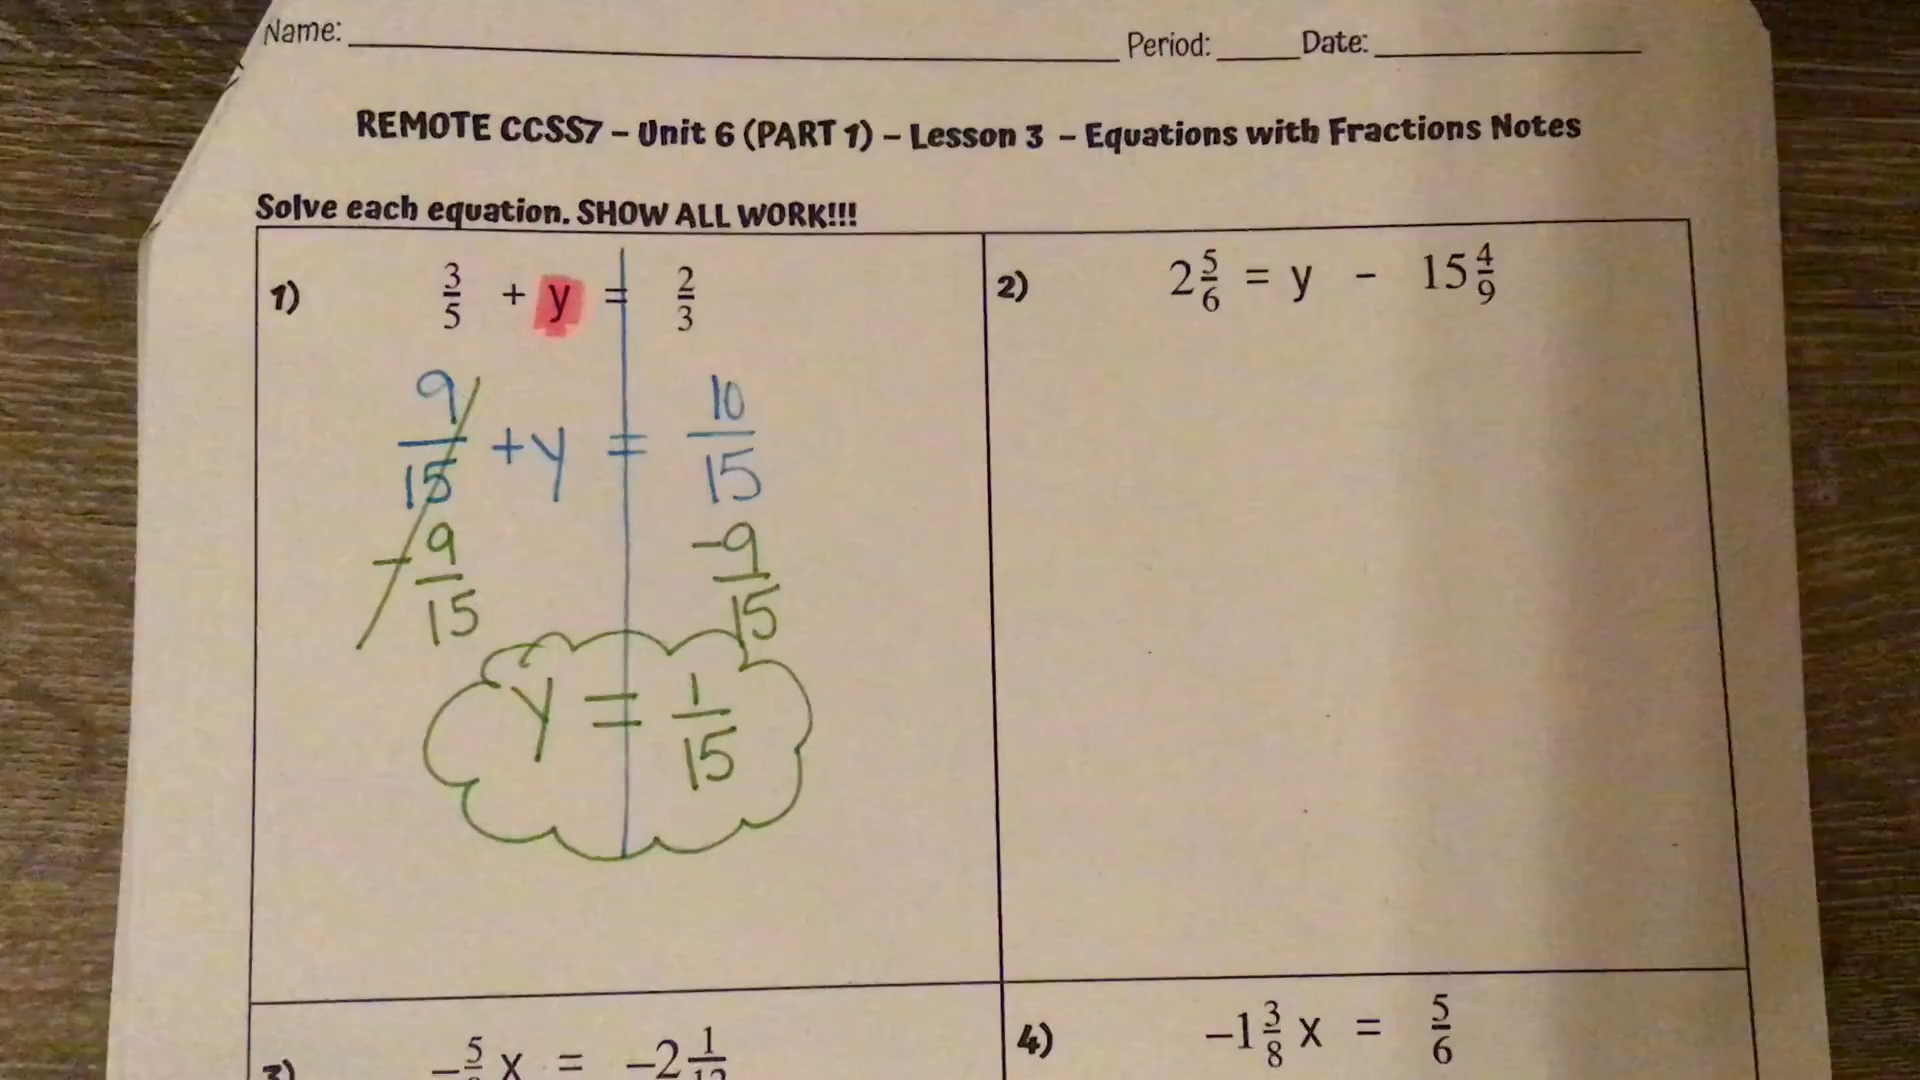 Name: Period: Date:
REMOTE CCSS7 – Unit 6 (PART 1) – Lesson 3 – Equations with Fractions Notes
Solve each equation. SHOW ALL WORK!!!
1) 3/5 + y = 2/3
9/15 + y = 10/15
- 9/15 - 9/15
y = 1/15
2) 2 5/6 = y - 15 4/9
3) x = -2
4) -1 3/8 x = 5/6